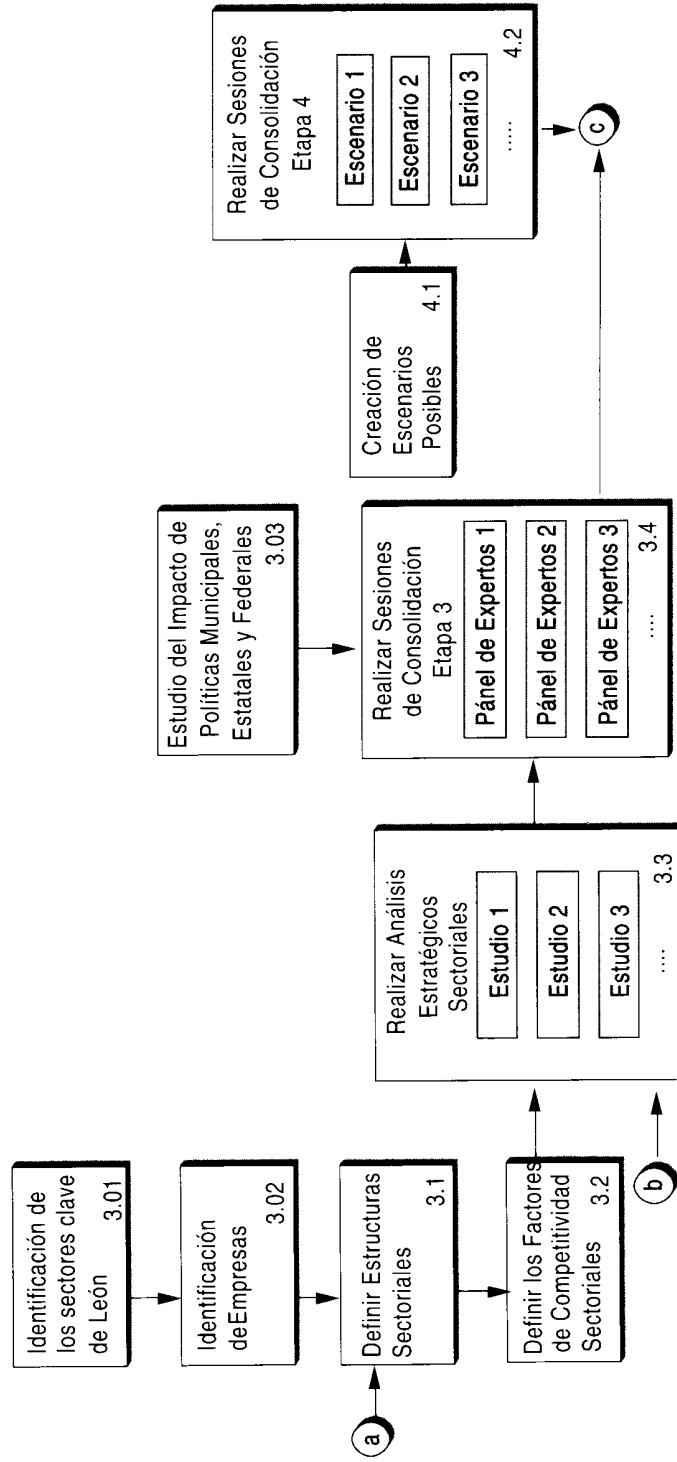 Identificación de
los sectores clave
de León
3.01
Identificación
deEmpresas
3.02
a
Definir Estructuras
Sectoriales
3.1
Definir los Factores
de Competitividad
Sectoriales
3.2
b
Realizar Análisis
Estratégicos
Sectoriales
Estudio 1
Estudio 2
Estudio 3
....
3.3
Estudio del Impacto de
Políticas Municipales,
Estatales y Federales
3.03
Realizar Sesiones
de Consolidación
Etapa 3
Pánel de Expertos 1
Pánel de Expertos 2
Pánel de Expertos 3
....
3.4
Creación de
Escenarios
Posibles
4.1
Realizar Sesiones
de Consolidación
Etapa 4
Escenario 1
Escenario 2
Escenario 3
.....
4.2
c